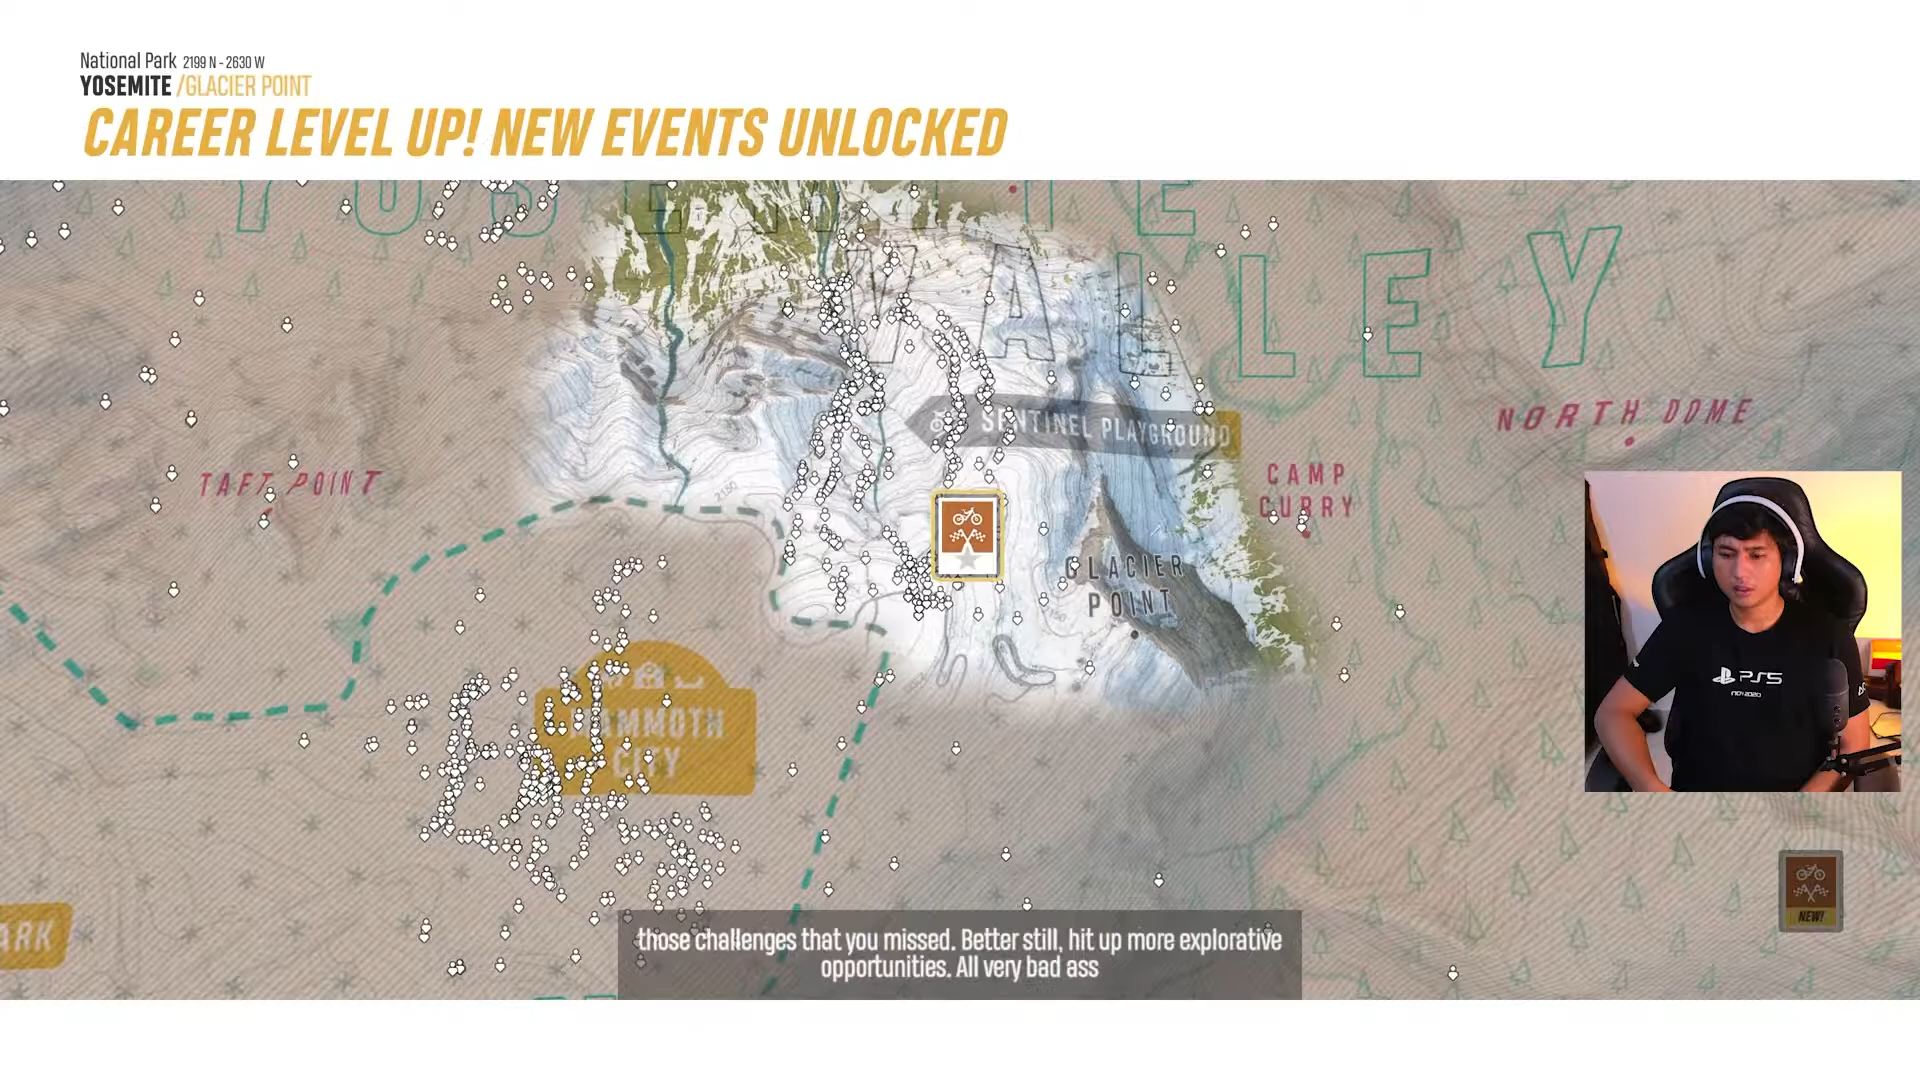 National Park 2199 N - 2630 W
YOSEMITE /GLACIER POINT
CAREER LEVEL UP! NEW EVENTS UNLOCKED
YOSEMITE
VALLEY
SENTINEL PLAYGROUND
NORTH DOME
TAFT POINT
CAMP
CURRY
2150
GLACIER
POINT
PS5
MAMMOTH
CITY
NEW!
ARK
those challenges that you missed. Better still, hit up more explorative
opportunities. All very bad ass